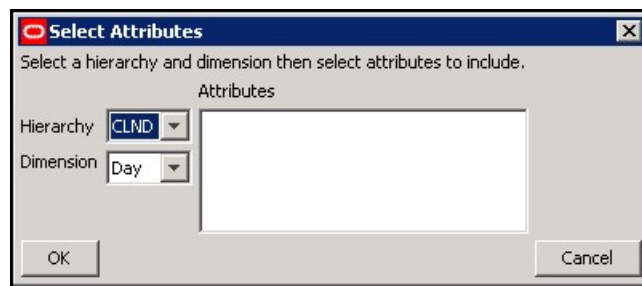 Select Attributes
Select a hierarchy and dimension then select attributes to include.
Attributes
Hierarchy CLND
Dimension Day
OK Cancel